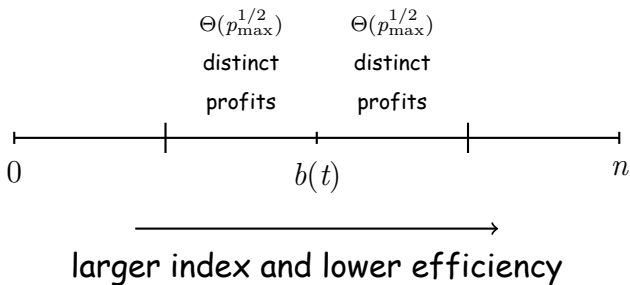 Θ(p_max^{1/2}) Θ(p_max^{1/2})
distinct distinct
profits profits
0 b(t) n
larger index and lower efficiency